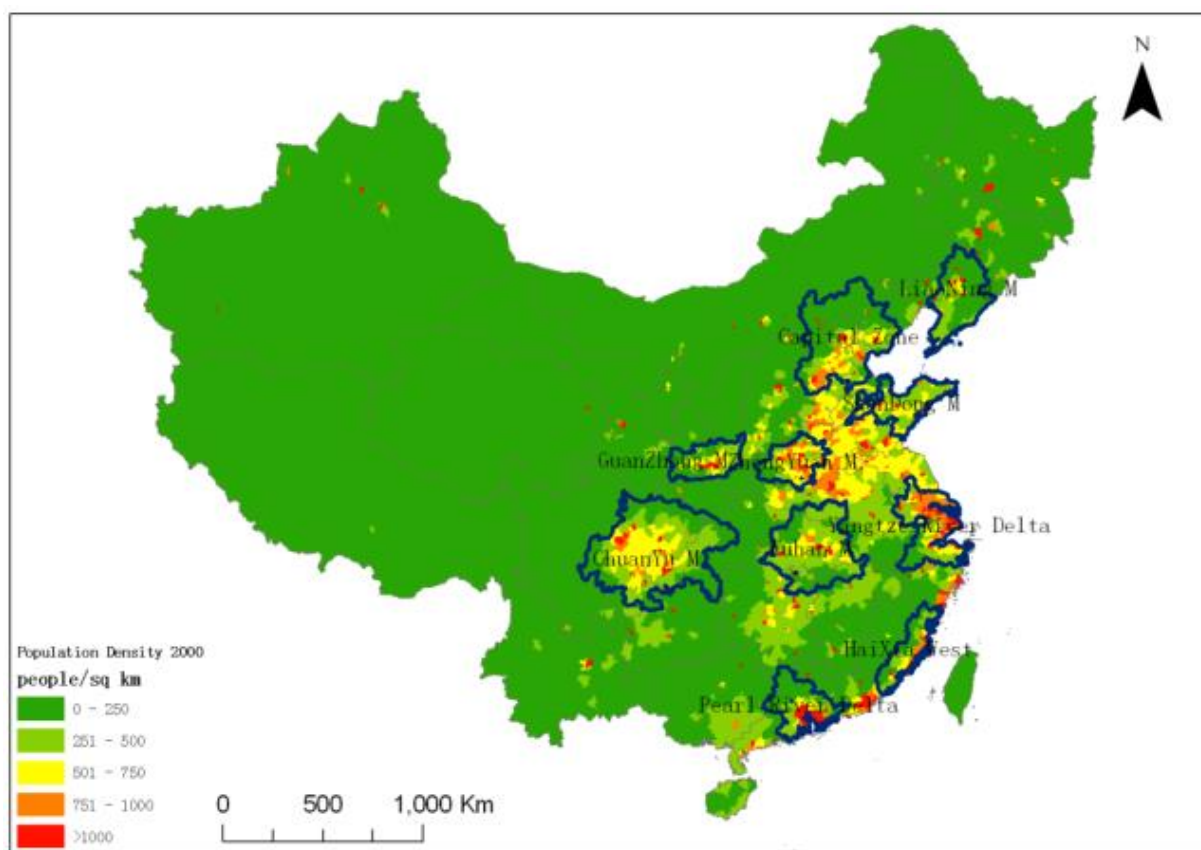 N
LiaoNing M
Capital Zone
ShanDong M
GuanZhong M
Yangtze River Delta
Wuhan M
ChuanYu M
HaiXia West
Pearl River Delta
Population Density 2000
people/sq km
0 - 250
251 - 500
501 - 750
751 - 1000
>1000
0 500 1,000 Km